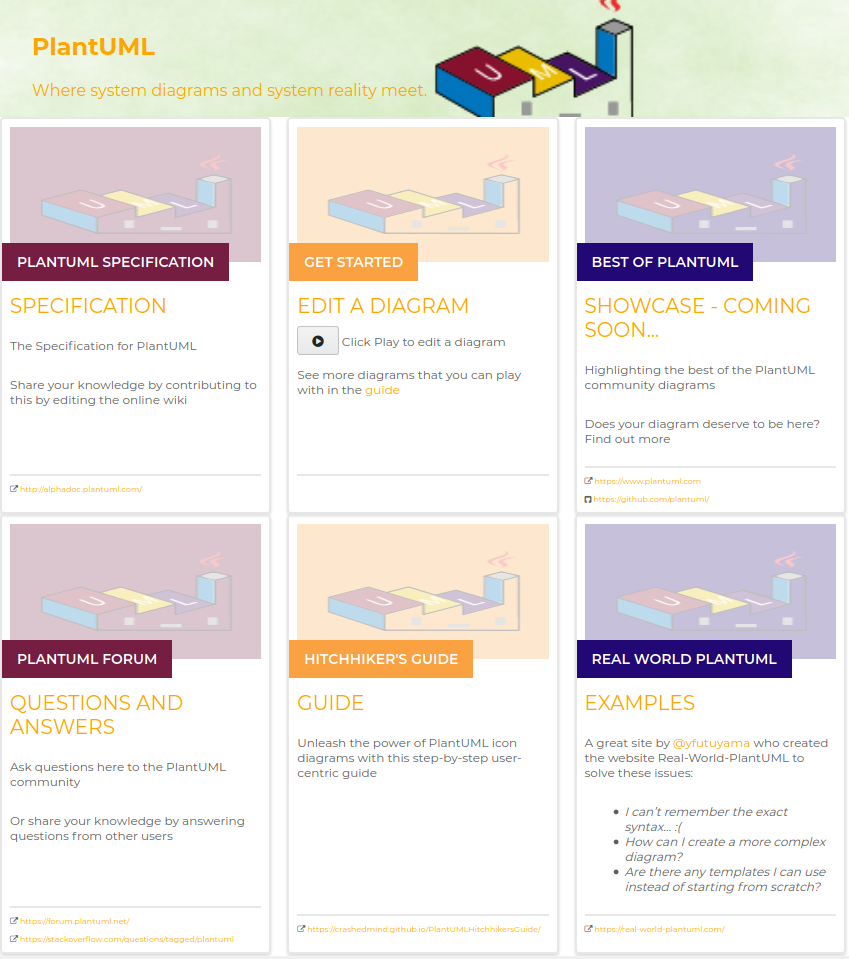 PlantUML
Where system diagrams and system reality meet.
U M L
U M L
PLANTUML SPECIFICATION
SPECIFICATION
The Specification for PlantUML
Share your knowledge by contributing to
this by editing the online wiki
http://alphadoc.plantuml.com/
U M L
GET STARTED
EDIT A DIAGRAM
Click Play to edit a diagram
See more diagrams that you can play
with in the guide
U M L
BEST OF PLANTUML
SHOWCASE - COMING
SOON...
Highlighting the best of the PlantUML
community diagrams
Does your diagram deserve to be here?
Find out more
https://www.plantuml.com
https://github.com/plantuml/
U M L
PLANTUML FORUM
QUESTIONS AND
ANSWERS
Ask questions here to the PlantUML
community
Or share your knowledge by answering
questions from other users
https://forum.plantuml.net/
https://stackoverflow.com/questions/tagged/plantuml
U M L
HITCHHIKER'S GUIDE
GUIDE
Unleash the power of PlantUML icon
diagrams with this step-by-step user-
centric guide
https://crashedmind.github.io/PlantUMLHitchhikersGuide/
U M L
REAL WORLD PLANTUML
EXAMPLES
A great site by @yfutuyama who created
the website Real-World-PlantUML to
solve these issues:
I can't remember the exact
syntax... :(
How can I create a more complex
diagram?
Are there any templates I can use
instead of starting from scratch?
https://real-world-plantuml.com/